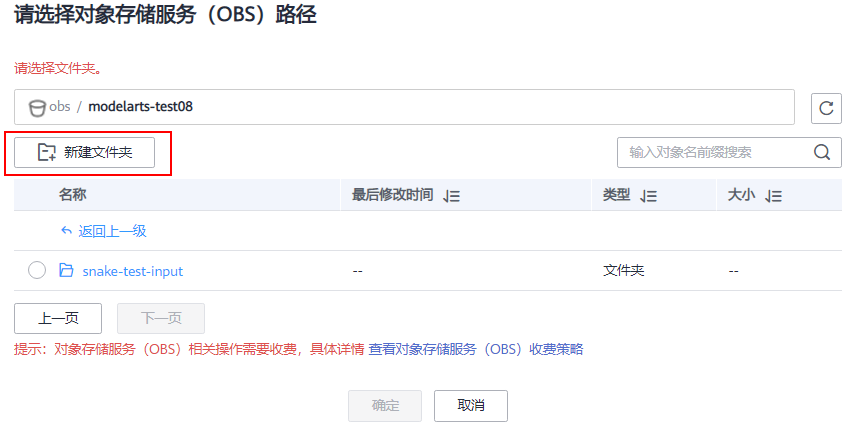 请选择对象存储服务（OBS）路径
请选择文件夹。
obs / modelarts-test08
新建文件夹 输入对象名前缀搜索
名称 最后修改时间 类型 大小
返回上一级
snake-test-input -- 文件夹 --
上一页 下一页
提示：对象存储服务（OBS）相关操作需要收费，具体详情 查看对象存储服务（OBS）收费策略
确定 取消